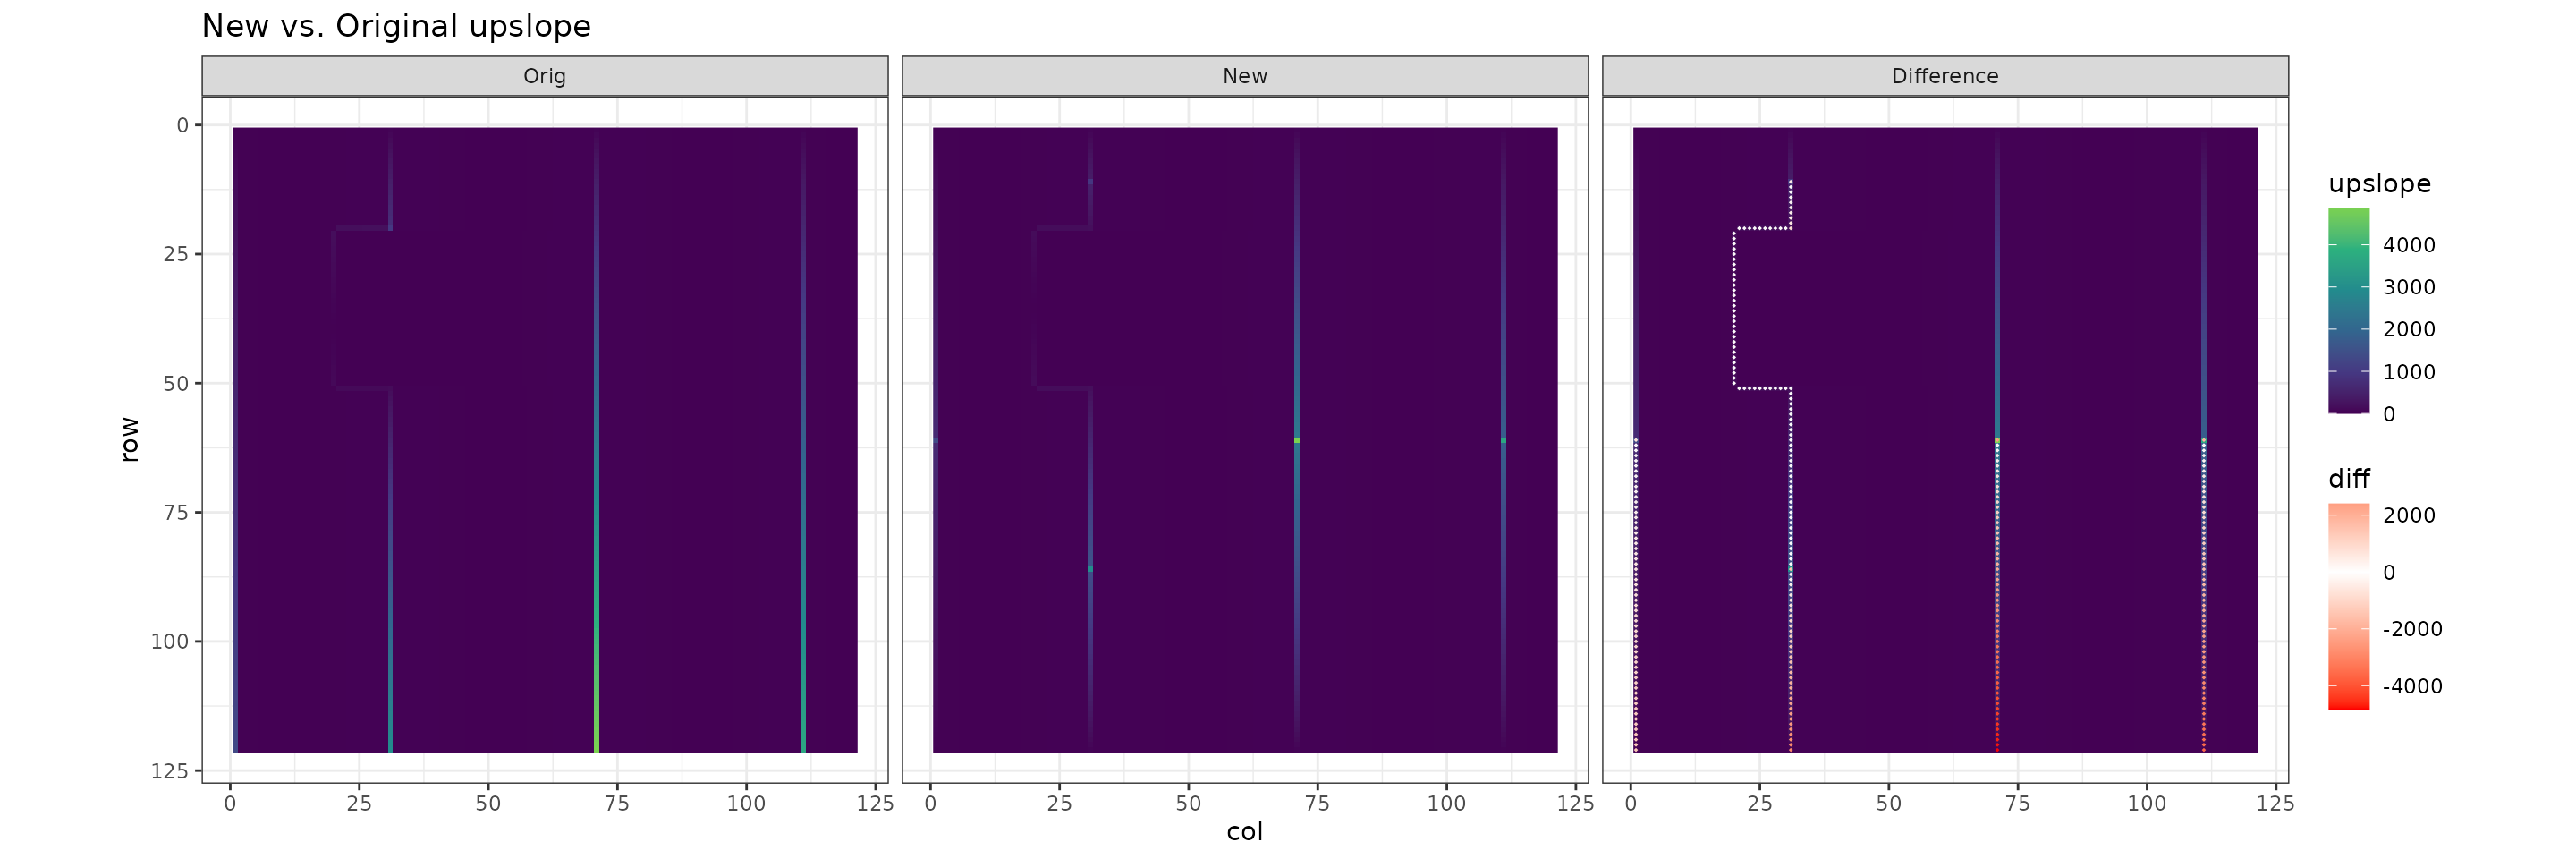 New vs. Original upslope
Orig
New
Difference
0
25
50
75
100
125
row
0 25 50 75 100 125
0 25 50 75 100 125
0 25 50 75 100 125
col
upslope
4000
3000
2000
1000
0
diff
2000
0
-2000
-4000